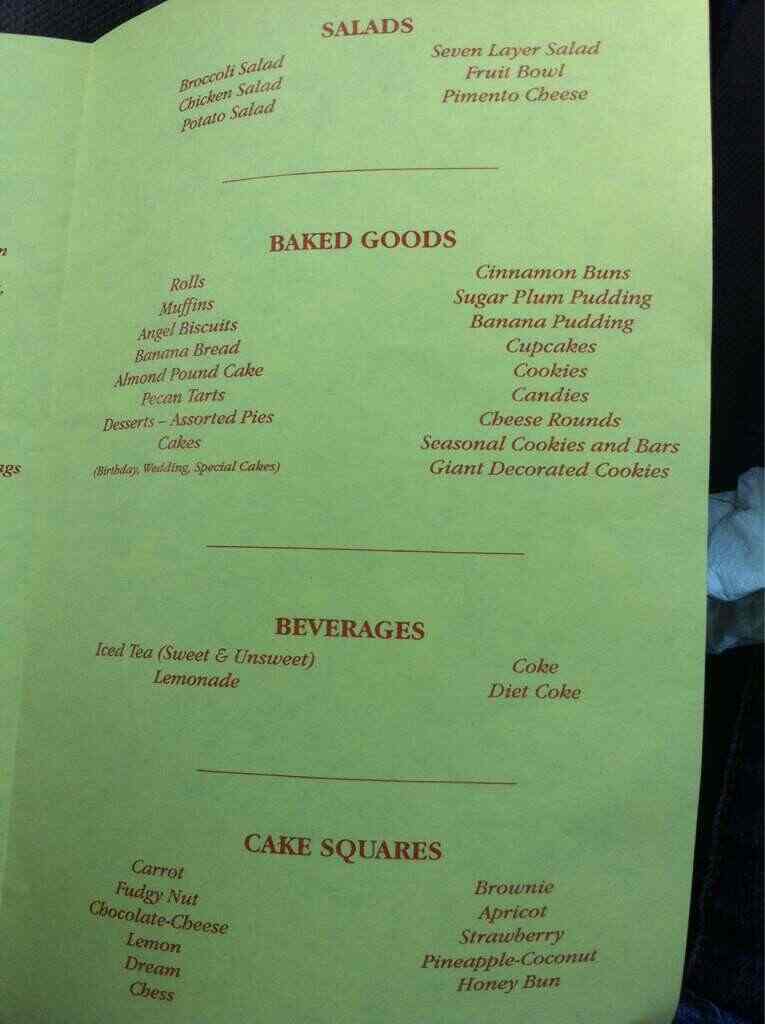 SALADS
Broccoli Salad
Chicken Salad
Potato Salad
Seven Layer Salad
Fruit Bowl
Pimento Cheese
BAKED GOODS
Rolls
Muffins
Angel Biscuits
Banana Bread
Almond Pound Cake
Pecan Tarts
Desserts – Assorted Pies
Cakes
(Birthday, Wedding, Special Cakes)
Cinnamon Buns
Sugar Plum Pudding
Banana Pudding
Cupcakes
Cookies
Candies
Cheese Rounds
Seasonal Cookies and Bars
Giant Decorated Cookies
BEVERAGES
Iced Tea (Sweet & Unsweet)
Lemonade
Coke
Diet Coke
CAKE SQUARES
Carrot
Fudgy Nut
Chocolate-Cheese
Lemon
Dream
Chess
Brownie
Apricot
Strawberry
Pineapple-Coconut
Honey Bun